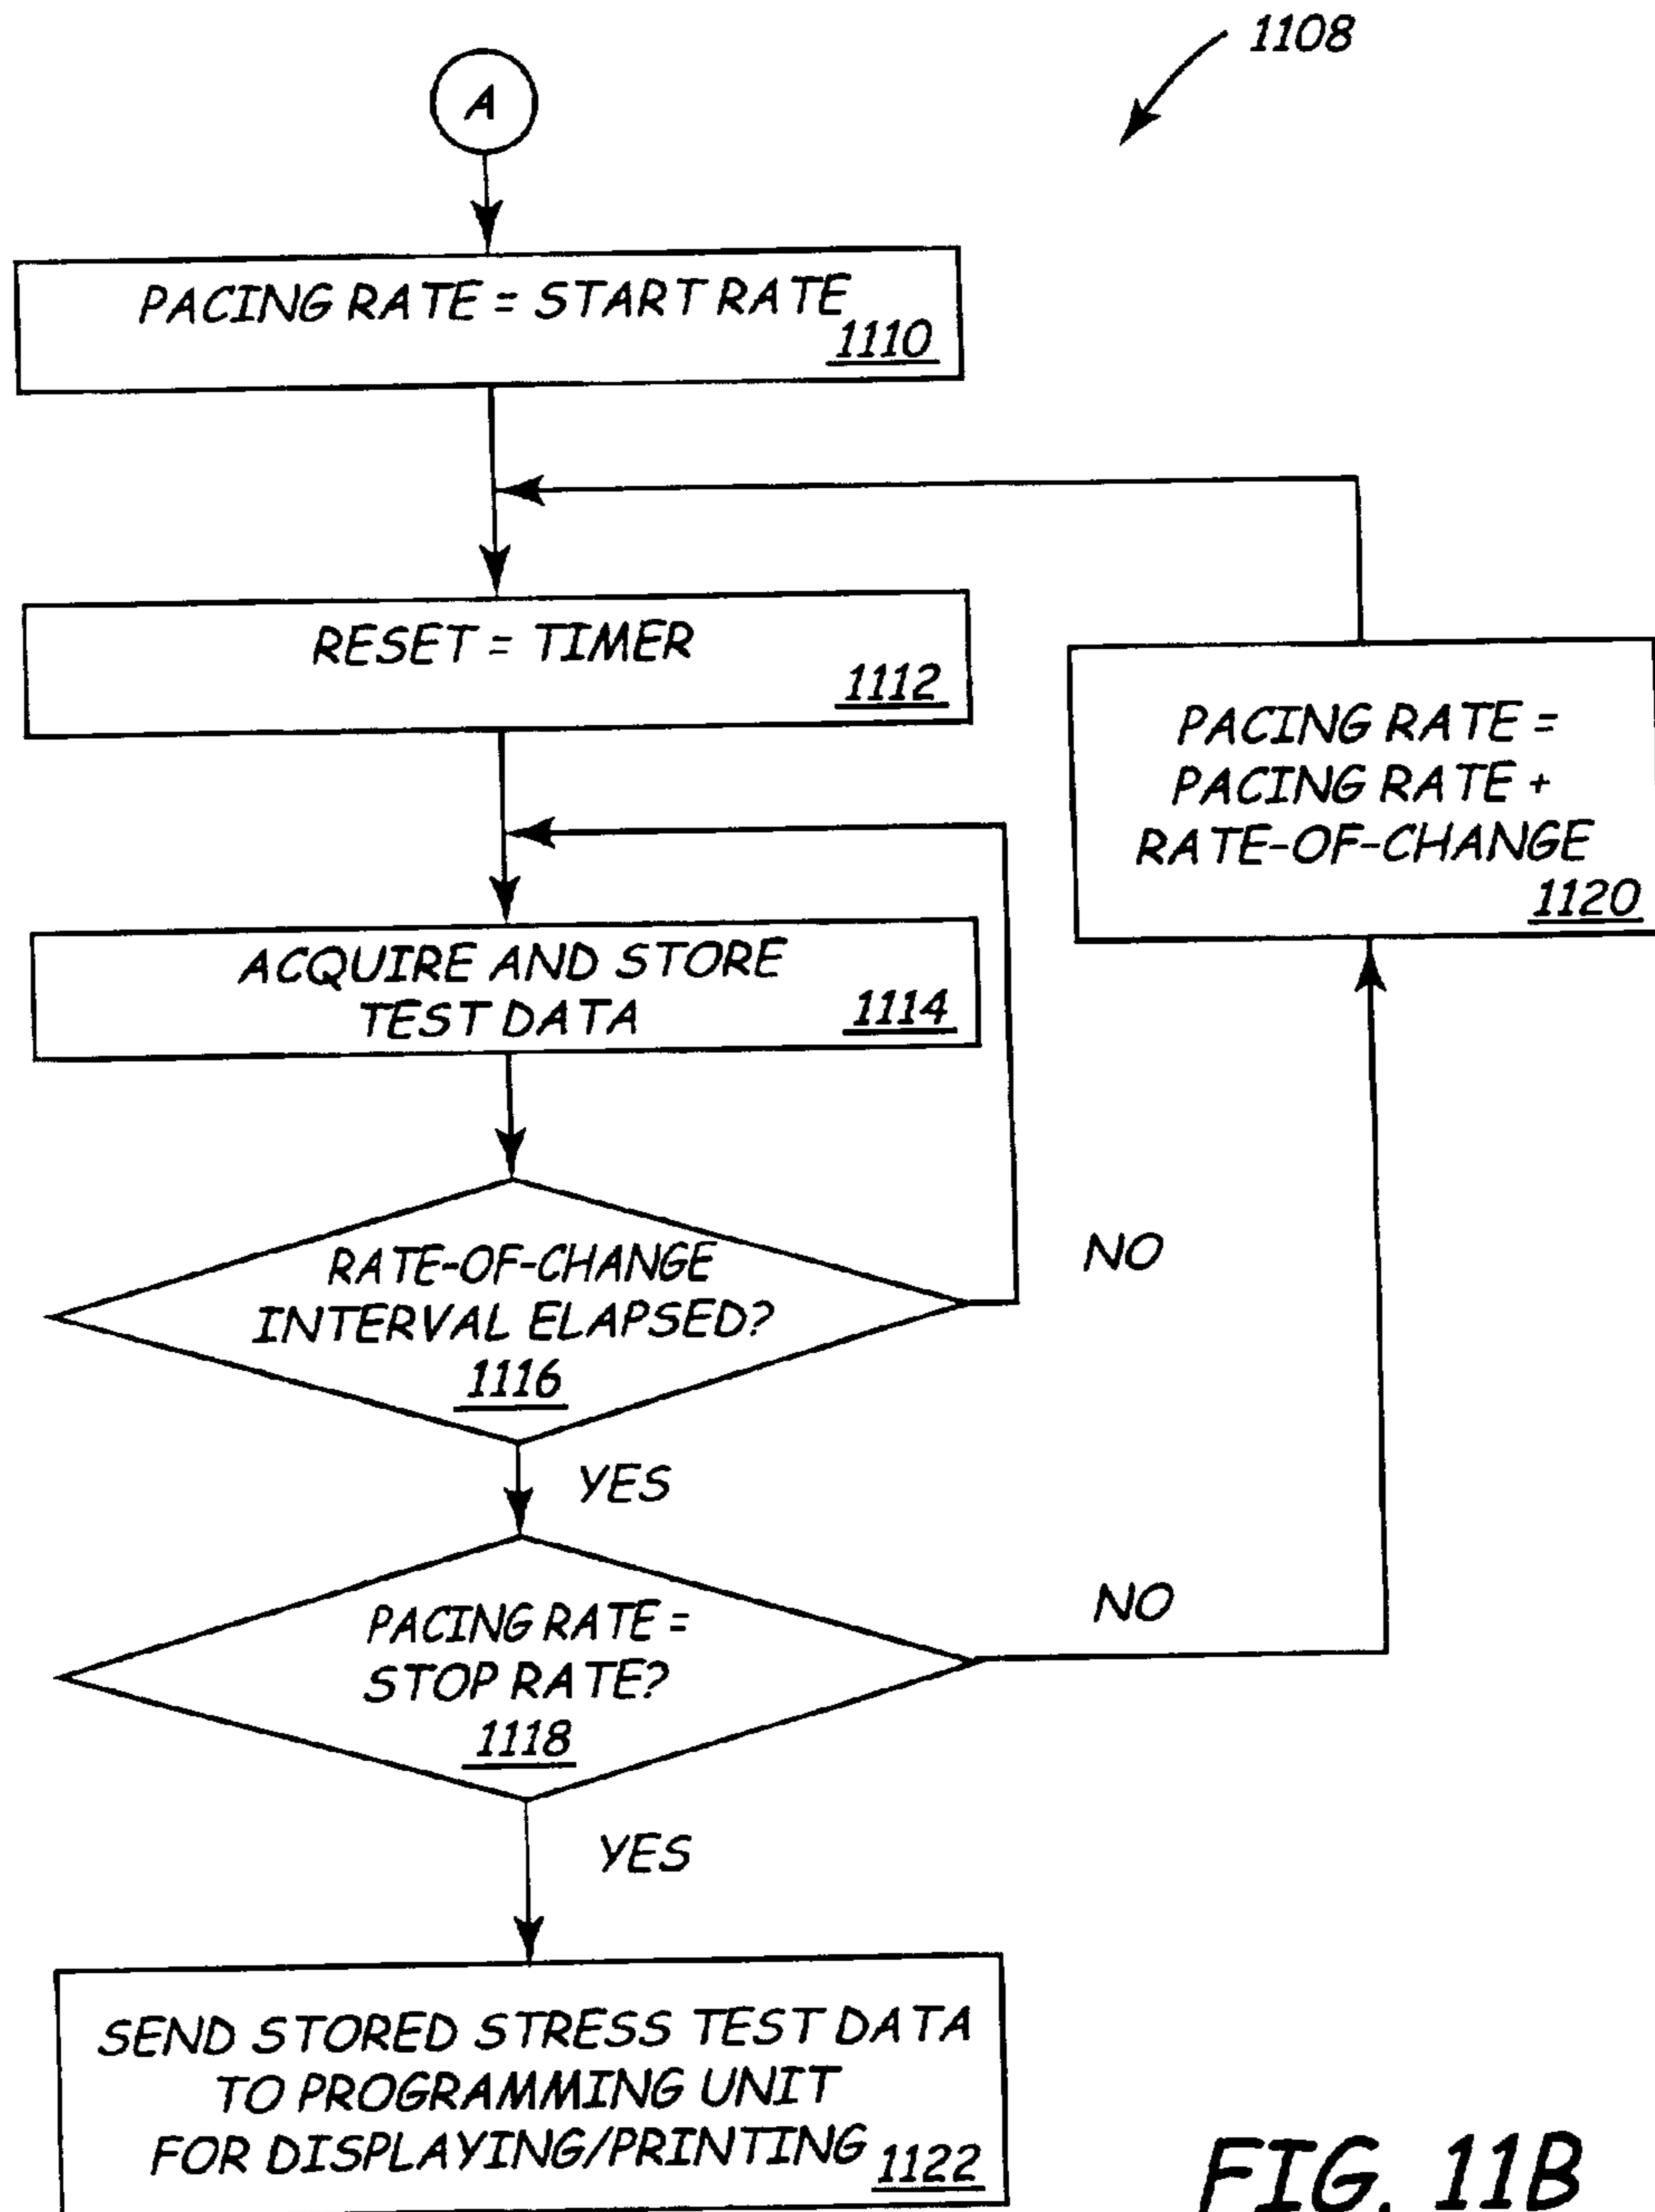 1108
A
PACING RATE = START RATE
1110
RESET = TIMER
1112
PACING RATE =
PACING RATE +
RATE-OF-CHANGE
1120
ACQUIRE AND STORE
TEST DATA 1114
RATE-OF-CHANGE
INTERVAL ELAPSED?
1116
NO
YES
PACING RATE =
STOP RATE?
1118
NO
YES
SEND STORED STRESS TEST DATA
TO PROGRAMMING UNIT
FOR DISPLAYING/PRINTING 1122
FIG. 11B